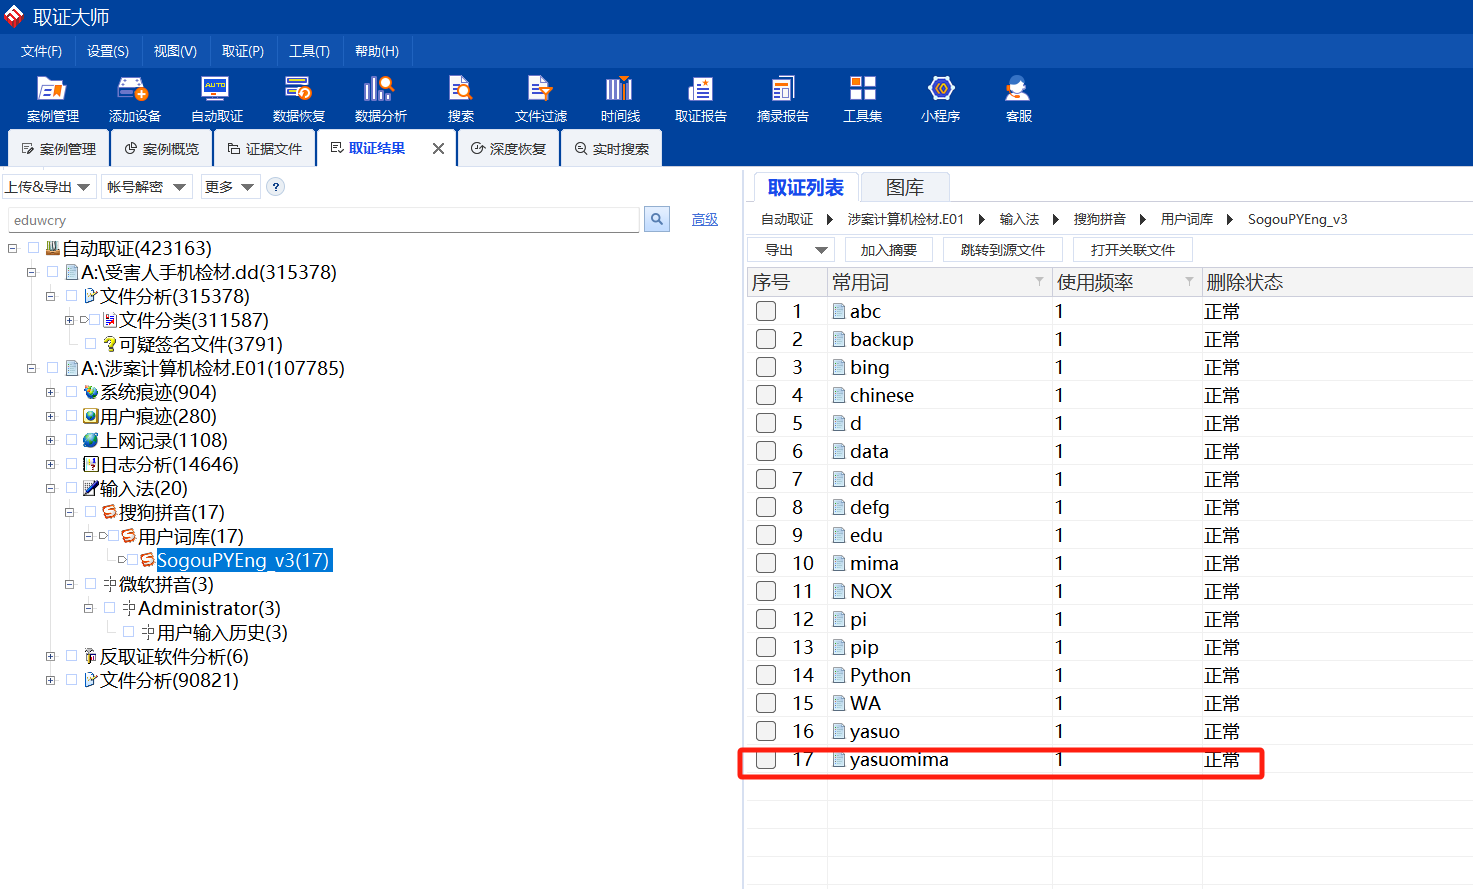 取证大师
文件(F) 设置(S) 视图(V) 取证(P) 工具(T) 帮助(H)
案例管理 添加设备 自动取证 数据恢复 数据分析 搜索 文件过滤 时间线 取证报告 摘录报告 工具集 小程序 客服
案例管理 案例概览 证据文件 取证结果 深度恢复 实时搜索
上传&导出 帐号解密 更多 ?
eduwcry 高级
自动取证(423163)
A:\受害人手机检材.dd(315378)
文件分析(315378)
文件分类(311587)
可疑签名文件(3791)
A:\涉案计算机检材.E01(107785)
系统痕迹(904)
用户痕迹(280)
上网记录(1108)
日志分析(14646)
输入法(20)
搜狗拼音(17)
用户词库(17)
SogouPYEng_v3(17)
微软拼音(3)
Administrator(3)
用户输入历史(3)
反取证软件分析(6)
文件分析(90821)
取证列表 图库
自动取证 涉案计算机检材.E01 输入法 搜狗拼音 用户词库 SogouPYEng_v3
导出 加入摘要 跳转到源文件 打开关联文件
序号 常用词 使用频率 删除状态
1 abc 1 正常
2 backup 1 正常
3 bing 1 正常
4 chinese 1 正常
5 d 1 正常
6 data 1 正常
7 dd 1 正常
8 defg 1 正常
9 edu 1 正常
10 mima 1 正常
11 NOX 1 正常
12 pi 1 正常
13 pip 1 正常
14 Python 1 正常
15 WA 1 正常
16 yasuo 1 正常
17 yasuomima 1 正常